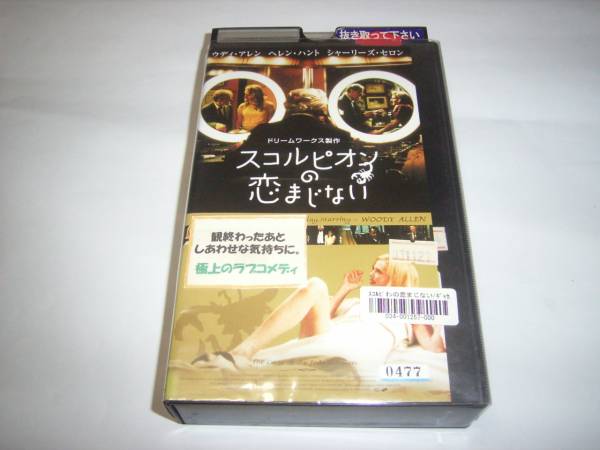 抜き取って下さい
ウディ・アレン ヘレン・ハント シャーリーズ・セロン
ドリームワークス製作
スコルピオン
の
恋まじない
starring - WOODY ALLEN
観終わったあと
しあわせな気持ちに。
極上のラブコメディ
034-001257-000
0477